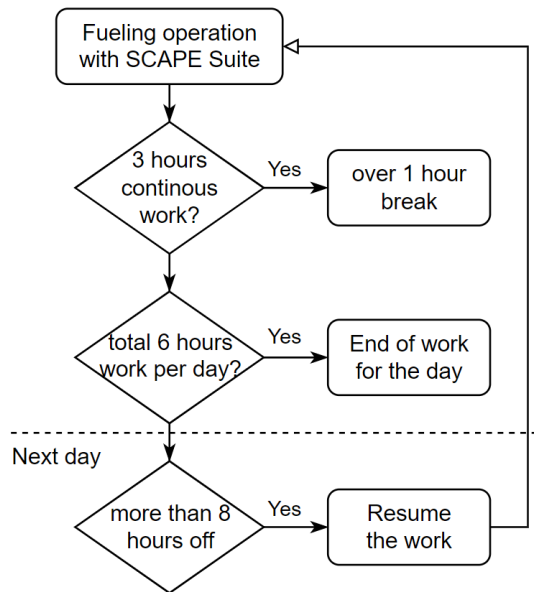 Fueling operation
with SCAPE Suite
3 hours
continous
work?
Yes
over 1 hour
break
total 6 hours
work per day?
Yes
End of work
for the day
Next day
more than 8
hours off
Yes
Resume
the work